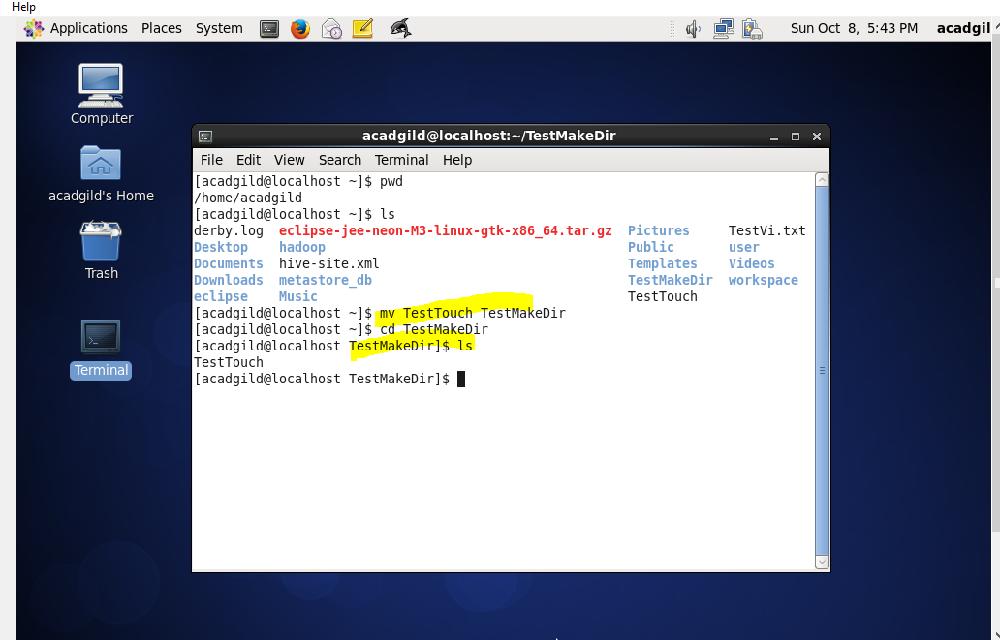 Help
Applications Places System Sun Oct 8, 5:43 PM acadgil
Computer
acadgild's Home
Trash
Terminal
acadgild@localhost:~/TestMakeDir
File Edit View Search Terminal Help
[acadgild@localhost ~]$ pwd
/home/acadgild
[acadgild@localhost ~]$ ls
derby.log eclipse-jee-neon-M3-linux-gtk-x86_64.tar.gz Pictures TestVi.txt
Desktop hadoop Public user
Documents hive-site.xml Templates Videos
Downloads metastore_db TestMakeDir workspace
eclipse Music TestTouch
[acadgild@localhost ~]$ mv TestTouch TestMakeDir
[acadgild@localhost ~]$ cd TestMakeDir
[acadgild@localhost TestMakeDir]$ ls
TestTouch
[acadgild@localhost TestMakeDir]$